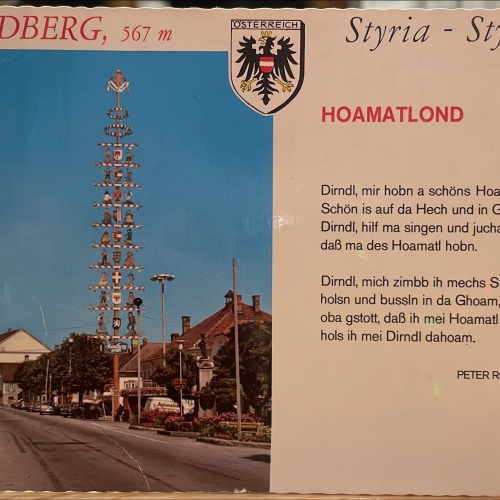 DBERG, 567 m
ÖSTERREICH
Styria - St
HOAMATLOND
Dirndl, mir hobn a schöns Hoa
Schön is auf da Hech und in G
Dirndl, hilf ma singen und jucha
daß ma des Hoamatl hobn.
Dirndl, mich zimbb ih mechs S
holsn und bussln in da Ghoam,
oba gstott, daß ih mei Hoamatl
hols ih mei Dirndl dahoam.
PETER RO